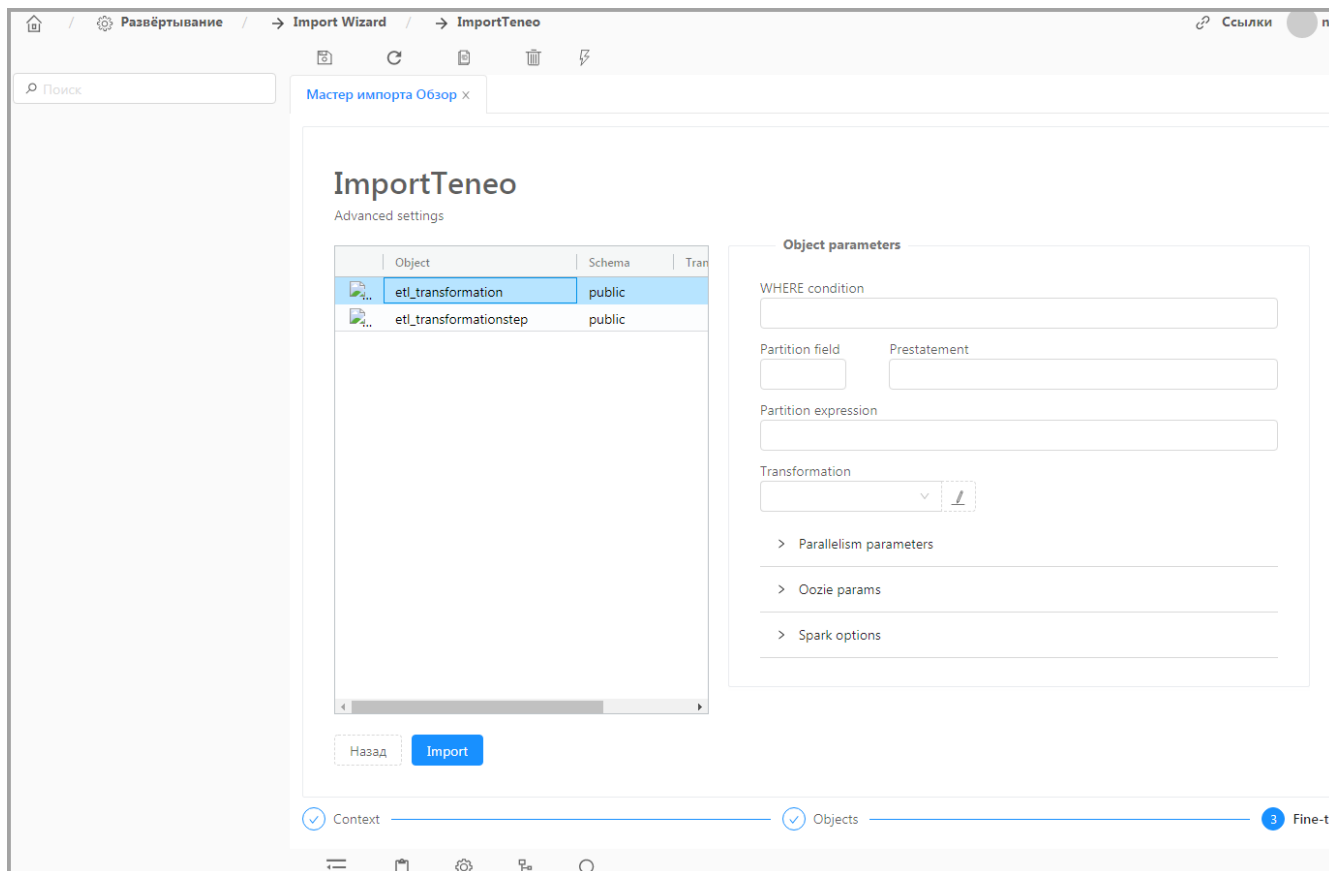 / Развёртывание / Import Wizard / ImportTeneo Ссылки
Поиск
Мастер импорта Обзор x
ImportTeneo
Advanced settings
Object Schema Tran
etl_transformation public
etl_transformationstep public
Object parameters
WHERE condition
Partition field Prestatement
Partition expression
Transformation
Parallelism parameters
Oozie params
Spark options
Назад Import
Context Objects 3 Fine-t